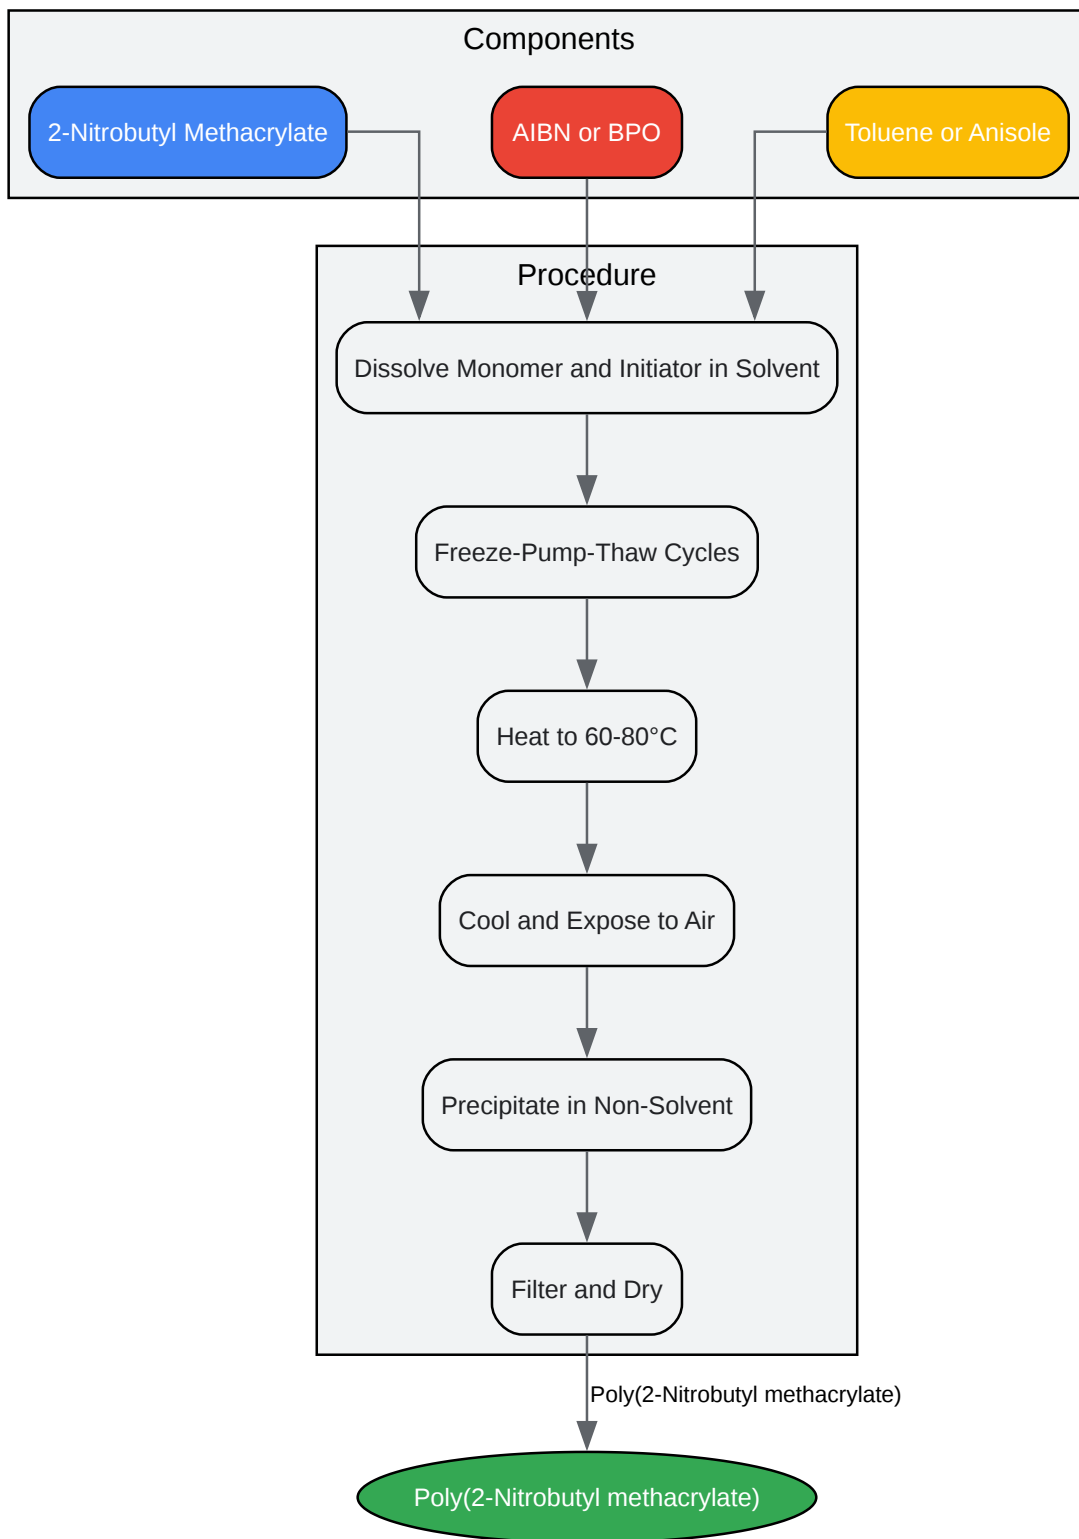 Components
2-Nitrobutyl Methacrylate
AIBN or BPO
Toluene or Anisole
Procedure
Dissolve Monomer and Initiator in Solvent
Freeze-Pump-Thaw Cycles
Heat to 60-80°C
Cool and Expose to Air
Precipitate in Non-Solvent
Filter and Dry
Poly(2-Nitrobutyl methacrylate)
Poly(2-Nitrobutyl methacrylate)